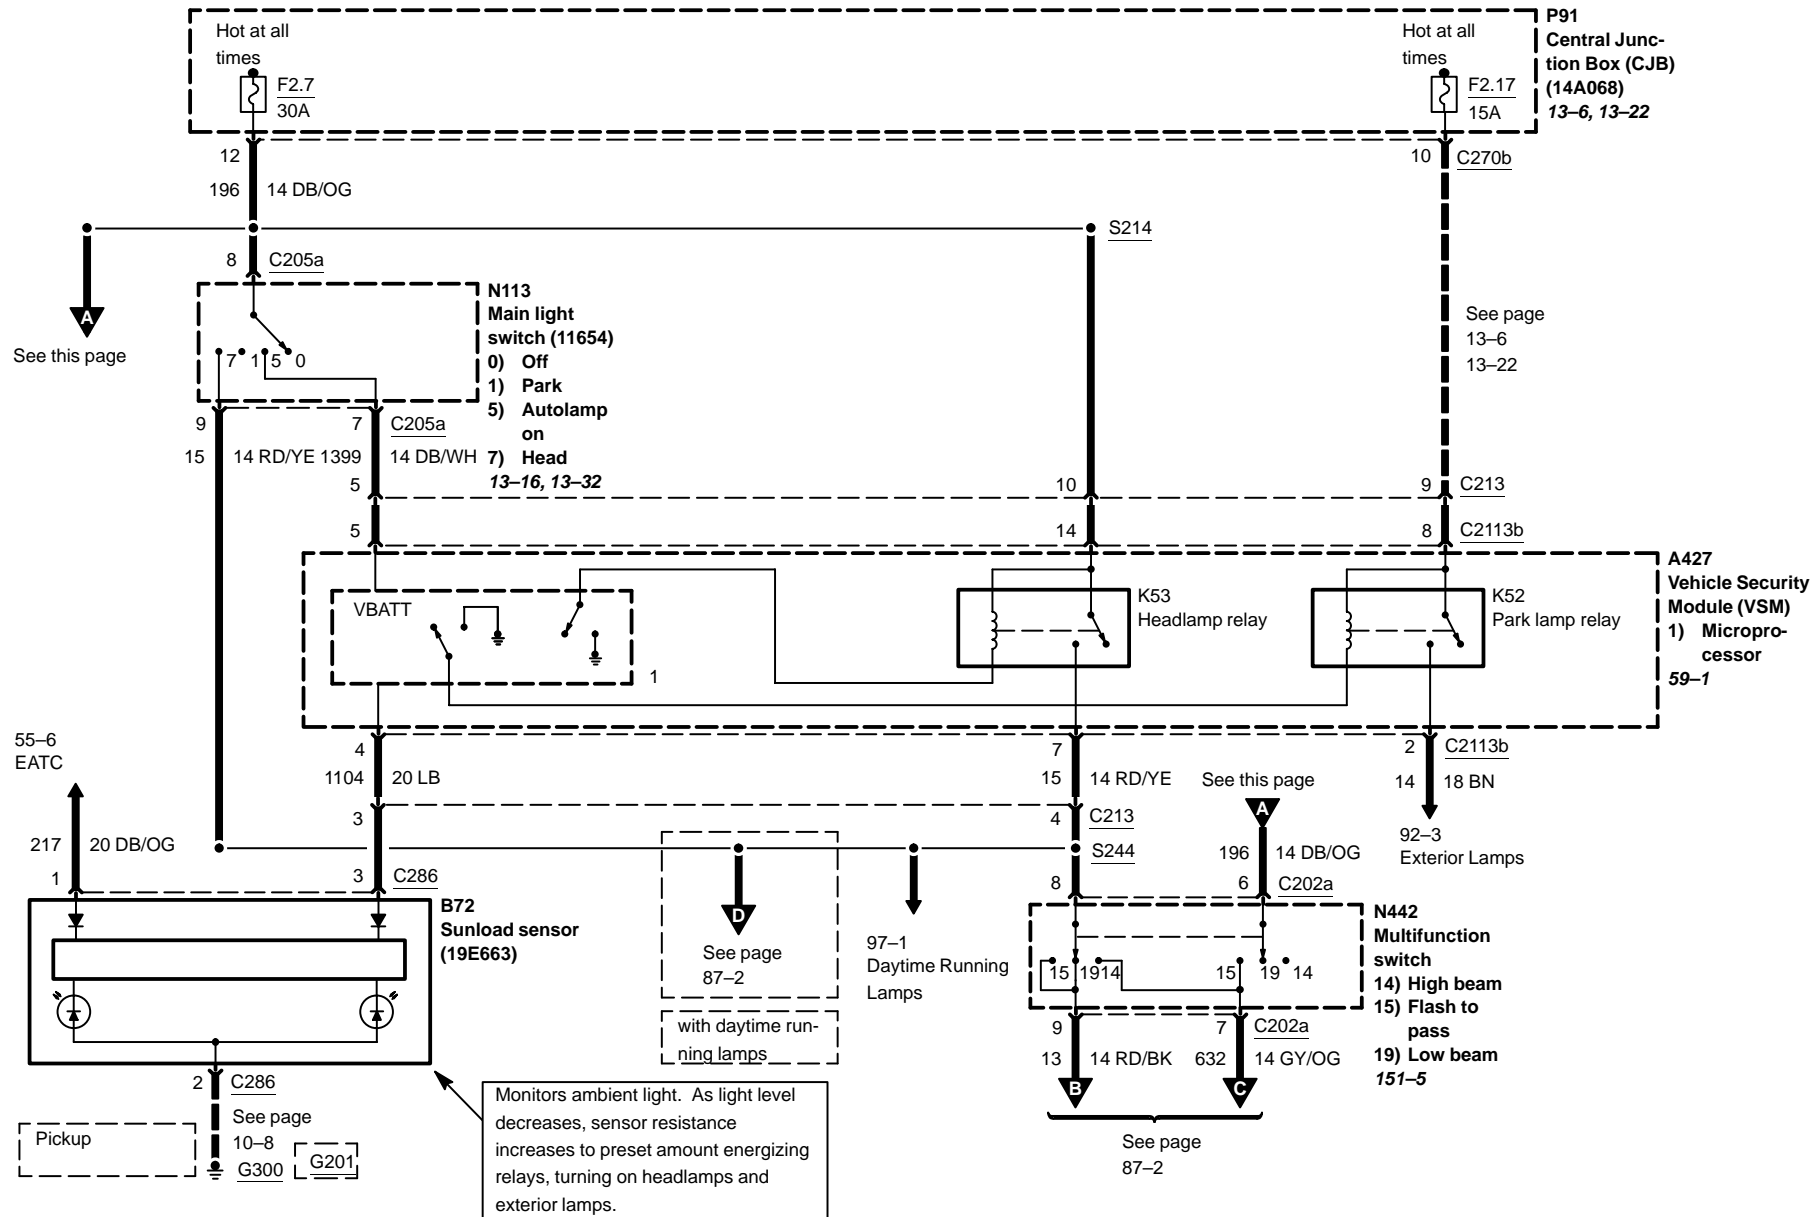 P91
Central Junc-
tion Box (CJB)
(14A068)
13–6, 13–22
Hot at all
times
F2.7
30A
Hot at all
times
F2.17
15A
12
10
C270b
196
14 DB/OG
S214
8
C205a
A
See this page
N113
Main light
switch (11654)
0) Off
1) Park
5) Autolamp
on
7) Head
13–16, 13–32
7
1
5
0
See page
13–6
13–22
9
7
C205a
15
14 RD/YE
1399
14 DB/WH
5
10
9
C213
5
14
8
C2113b
A427
Vehicle Security
Module (VSM)
1) Micropro-
cessor
59–1
VBATT
1
K53
Headlamp relay
K52
Park lamp relay
4
7
2
C2113b
55–6
EATC
1104
20 LB
15
14 RD/YE
See this page
14
18 BN
A
3
4
C213
92–3
Exterior Lamps
217
20 DB/OG
S244
196
14 DB/OG
1
3
C286
8
6
C202a
B72
Sunload sensor
(19E663)
D
See page
87–2
with daytime run-
ning lamps
97–1
Daytime Running
Lamps
N442
Multifunction
switch
14) High beam
15) Flash to
pass
19) Low beam
151–5
15
19
14
15
19
14
9
7
C202a
13
14 RD/BK
632
14 GY/OG
B
C
See page
87–2
2
C286
See page
10–8
Pickup
G300
G201
Monitors ambient light. As light level
decreases, sensor resistance
increases to preset amount energizing
relays, turning on headlamps and
exterior lamps.